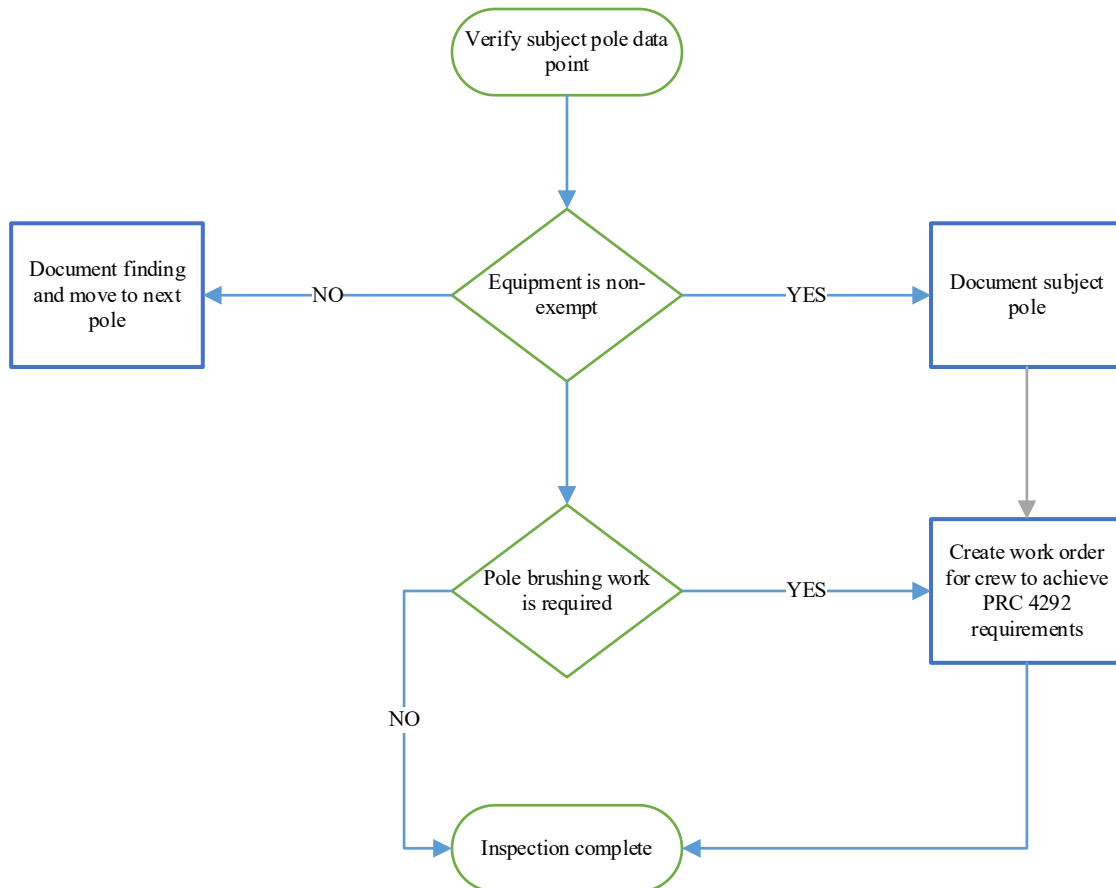 Verify subject pole data
point
Document finding
and move to next
pole
NO
Equipment is non-
exempt
YES
Document subject
pole
Pole brushing work
is required
YES
Create work order
for crew to achieve
PRC 4292
requirements
NO
Inspection complete